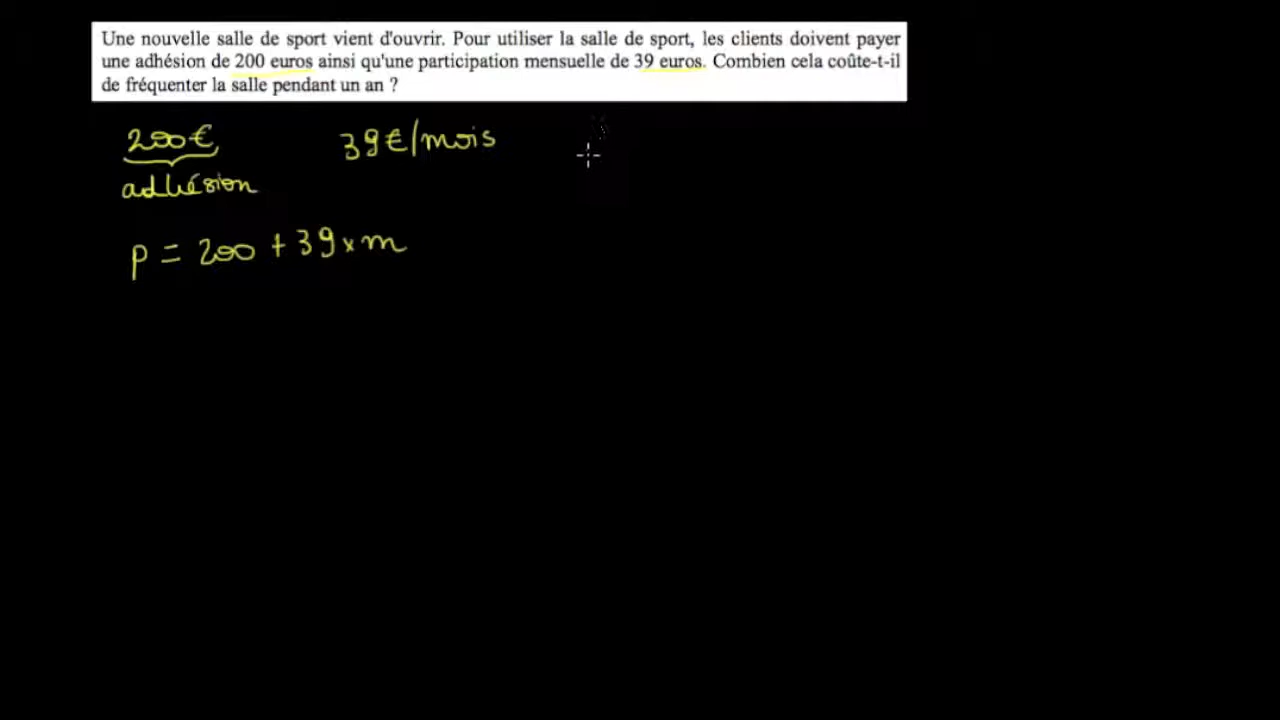 Une nouvelle salle de sport vient d'ouvrir. Pour utiliser la salle de sport, les clients doivent payer
une adhésion de 200 euros ainsi qu'une participation mensuelle de 39 euros. Combien cela coûte-t-il
de fréquenter la salle pendant un an ?
200€ 39€/mois
adhésion
p = 200 + 39 × m